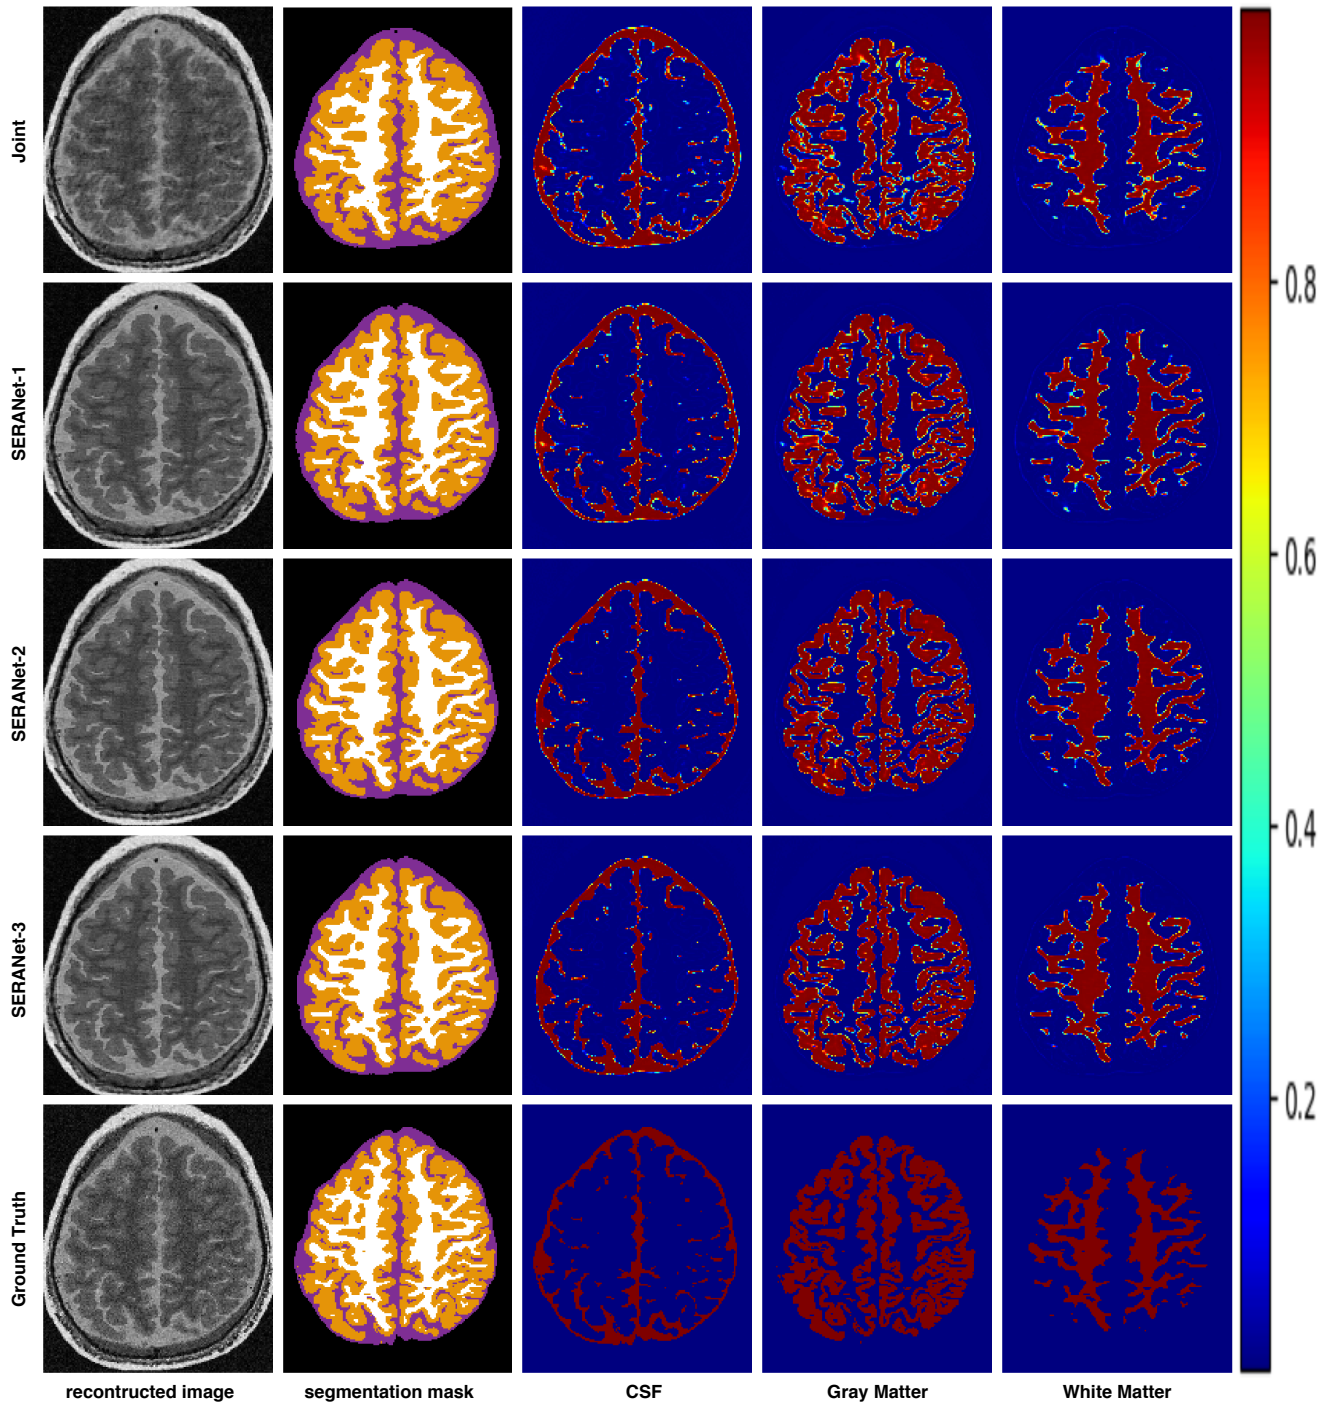 Joint
SERANet-1
SERANet-2
SERANet-3
Ground Truth
recontructed image
segmentation mask
CSF
Gray Matter
White Matter
0.8
0.6
0.4
0.2